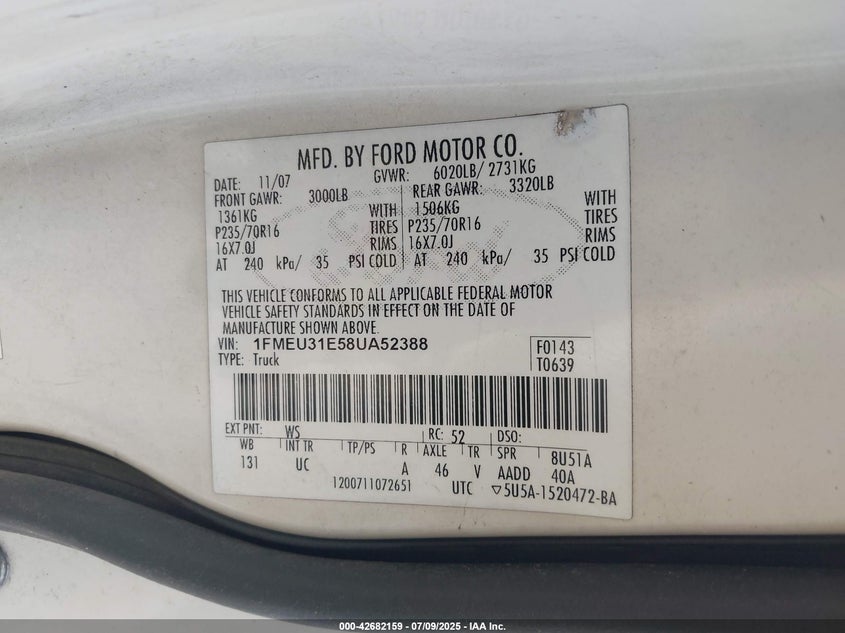 MFD. BY FORD MOTOR CO.
DATE: 11/07 GVWR: 6020LB/ 2731KG
FRONT GAWR: 3000LB REAR GAWR: 3320LB
1361KG WITH 1506KG WITH
P235/70R16 TIRES P235/70R16 TIRES
16X7.0J RIMS 16X7.0J RIMS
AT 240 kPa/ 35 PSI COLD AT 240 kPa/ 35 PSI COLD
THIS VEHICLE CONFORMS TO ALL APPLICABLE FEDERAL MOTOR
VEHICLE SAFETY STANDARDS IN EFFECT ON THE DATE OF
MANUFACTURE SHOWN ABOVE.
VIN: 1FMEU31E58UA52388 F0143
TYPE: Truck T0639
EXT PNT: WS RC: 52 DSO:
WB INT TR TP/PS R AXLE TR SPR 8U51A
131 UC A 46 V AADD 40A
1200711072651 UTC ▽5U5A-1520472-BA
000-42682159 / 07/09/2025 - IAA Inc.